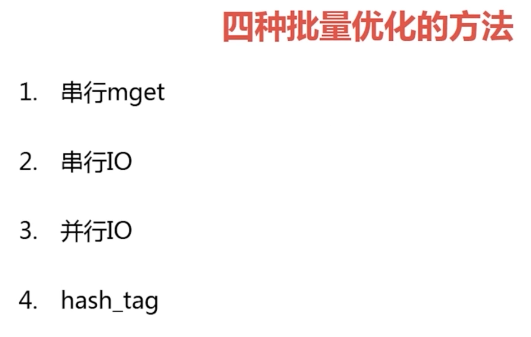 四种批量优化的方法
1. 串行mget
2. 串行IO
3. 并行IO
4. hash_tag